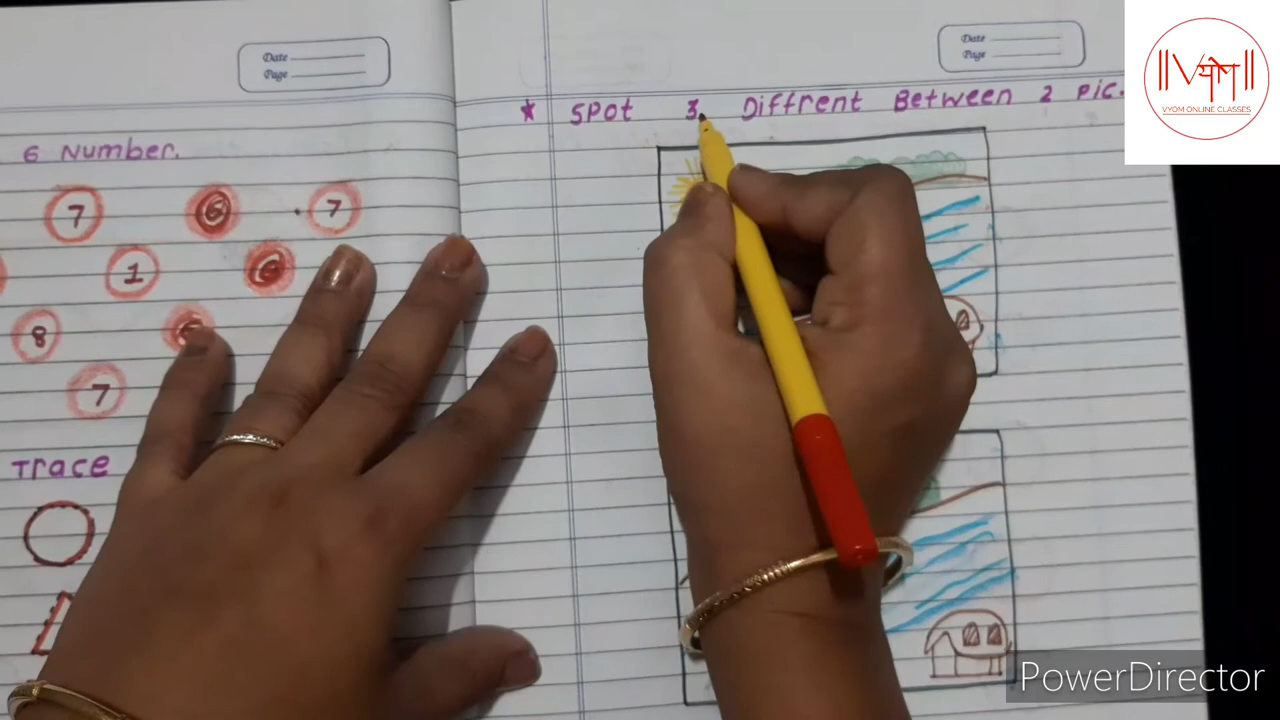 Date
Page
6 Number.
7 6 7
1 6
8
7
Trace
Date
Page
* Spot 3 Diffrent Between 2 Pic.
||Vयोम||
VYOM ONLINE CLASSES
PowerDirector